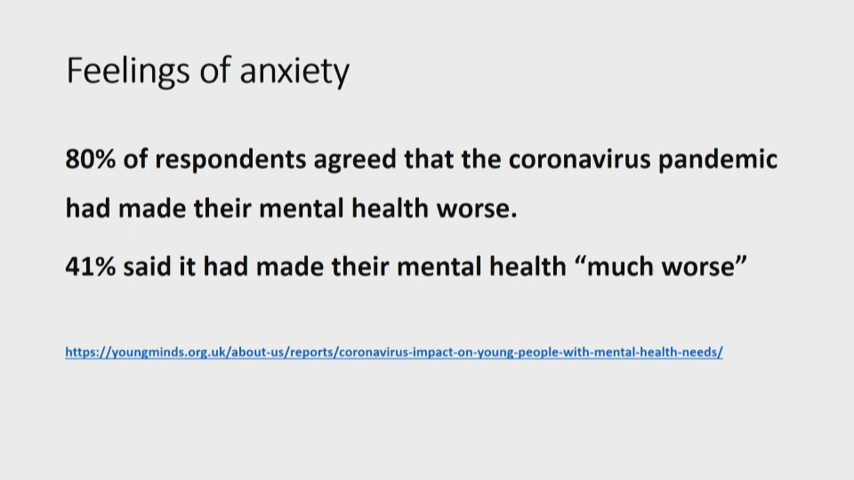 Feelings of anxiety
80% of respondents agreed that the coronavirus pandemic
had made their mental health worse.
41% said it had made their mental health “much worse”
https://youngminds.org.uk/about-us/reports/coronavirus-impact-on-young-people-with-mental-health-needs/